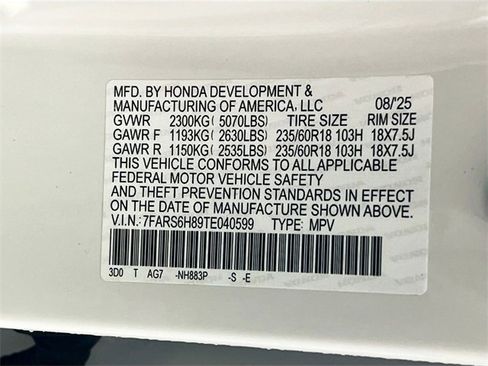 MFD. BY HONDA DEVELOPMENT &
MANUFACTURING OF AMERICA, LLC 08/'25
GVWR 2300KG( 5070LBS) TIRE SIZE RIM SIZE
GAWR F 1193KG( 2630LBS) 235/60R18 103H 18X7.5J
GAWR R 1150KG( 2535LBS) 235/60R18 103H 18X7.5J
THIS VEHICLE CONFORMS TO ALL APPLICABLE
FEDERAL MOTOR VEHICLE SAFETY
AND THEFT PREVENTION STANDARDS IN EFFECT
ON THE DATE OF MANUFACTURE SHOWN ABOVE.
V.I.N.: 7FARS6H89TE040599 TYPE: MPV
3D0 T AG7 -NH883P -S -E